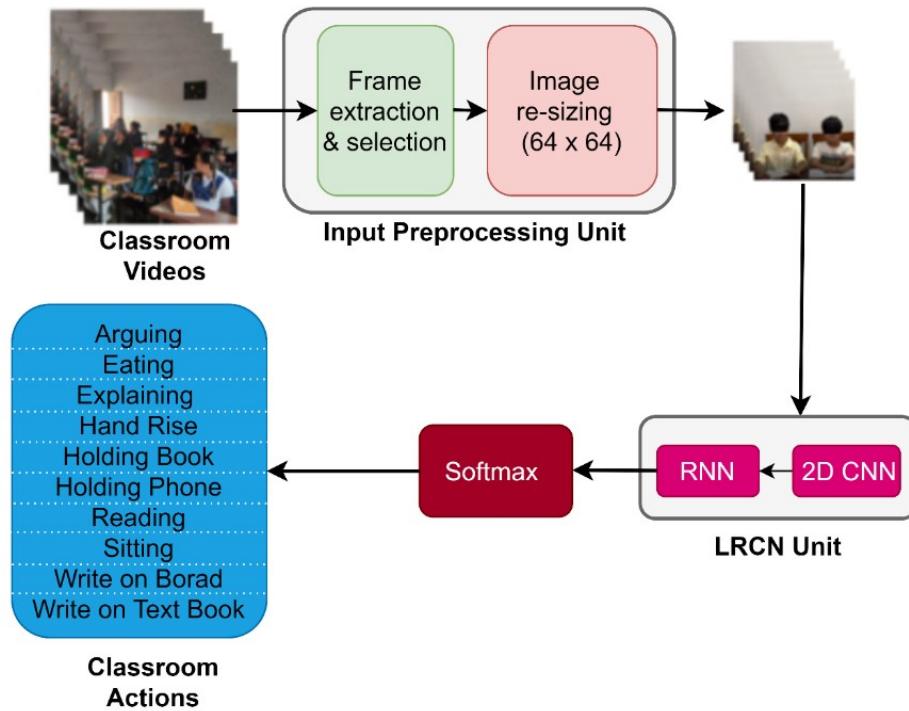 Frame
extraction
& selection
Image
re-sizing
(64 x 64)
Classroom
Videos
Input Preprocessing Unit
Arguing
Eating
Explaining
Hand Rise
Holding Book
Holding Phone
Reading
Sitting
Write on Borad
Write on Text Book
Softmax
RNN
2D CNN
LRCN Unit
Classroom
Actions